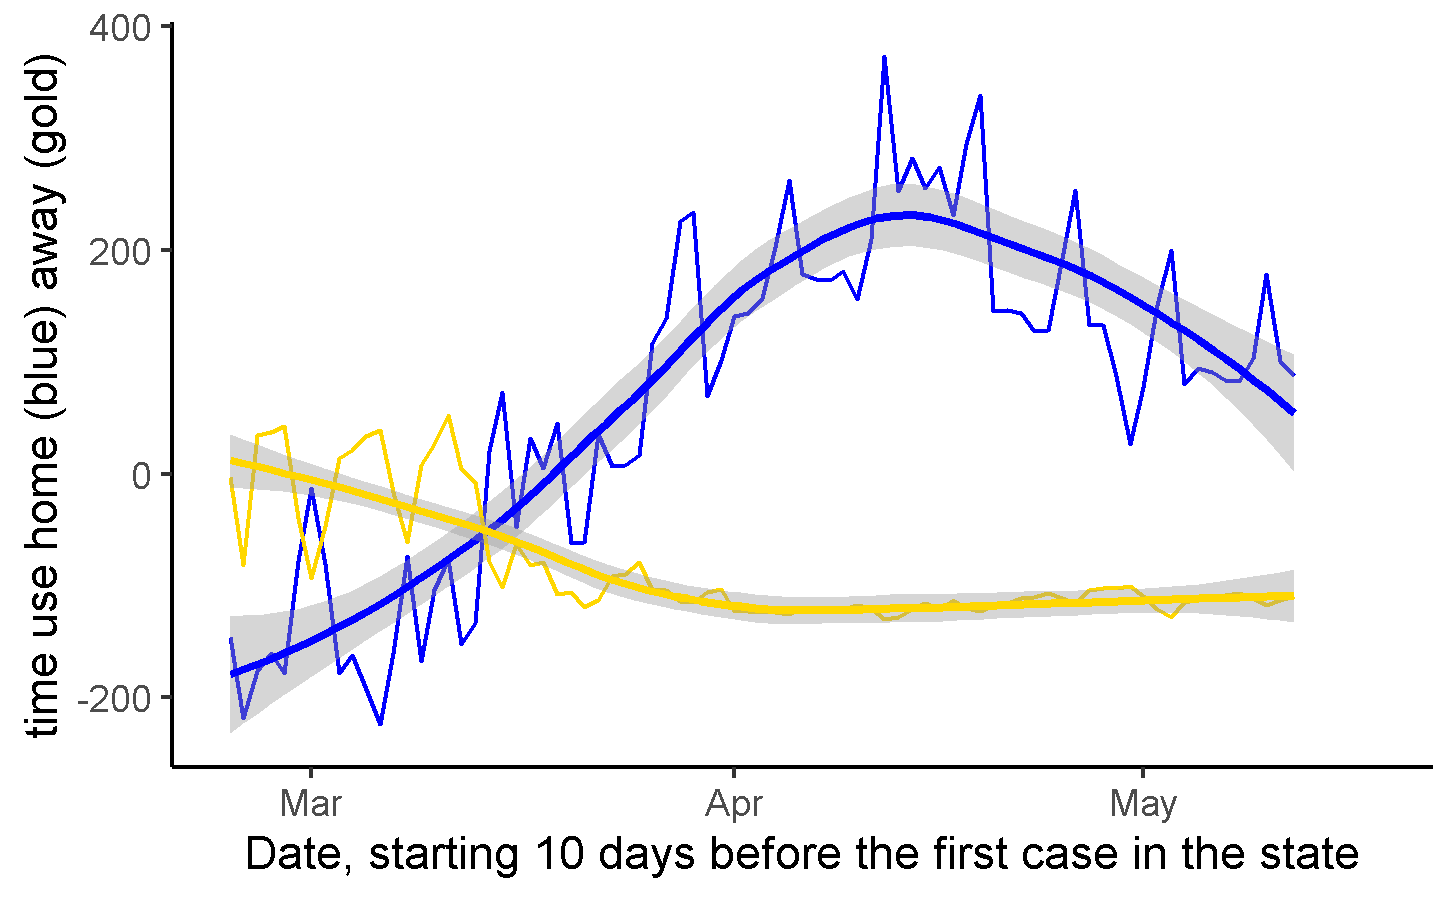 time use home (blue) away (gold)
400
200
0
-200
Mar
Apr
May
Date, starting 10 days before the first case in the state